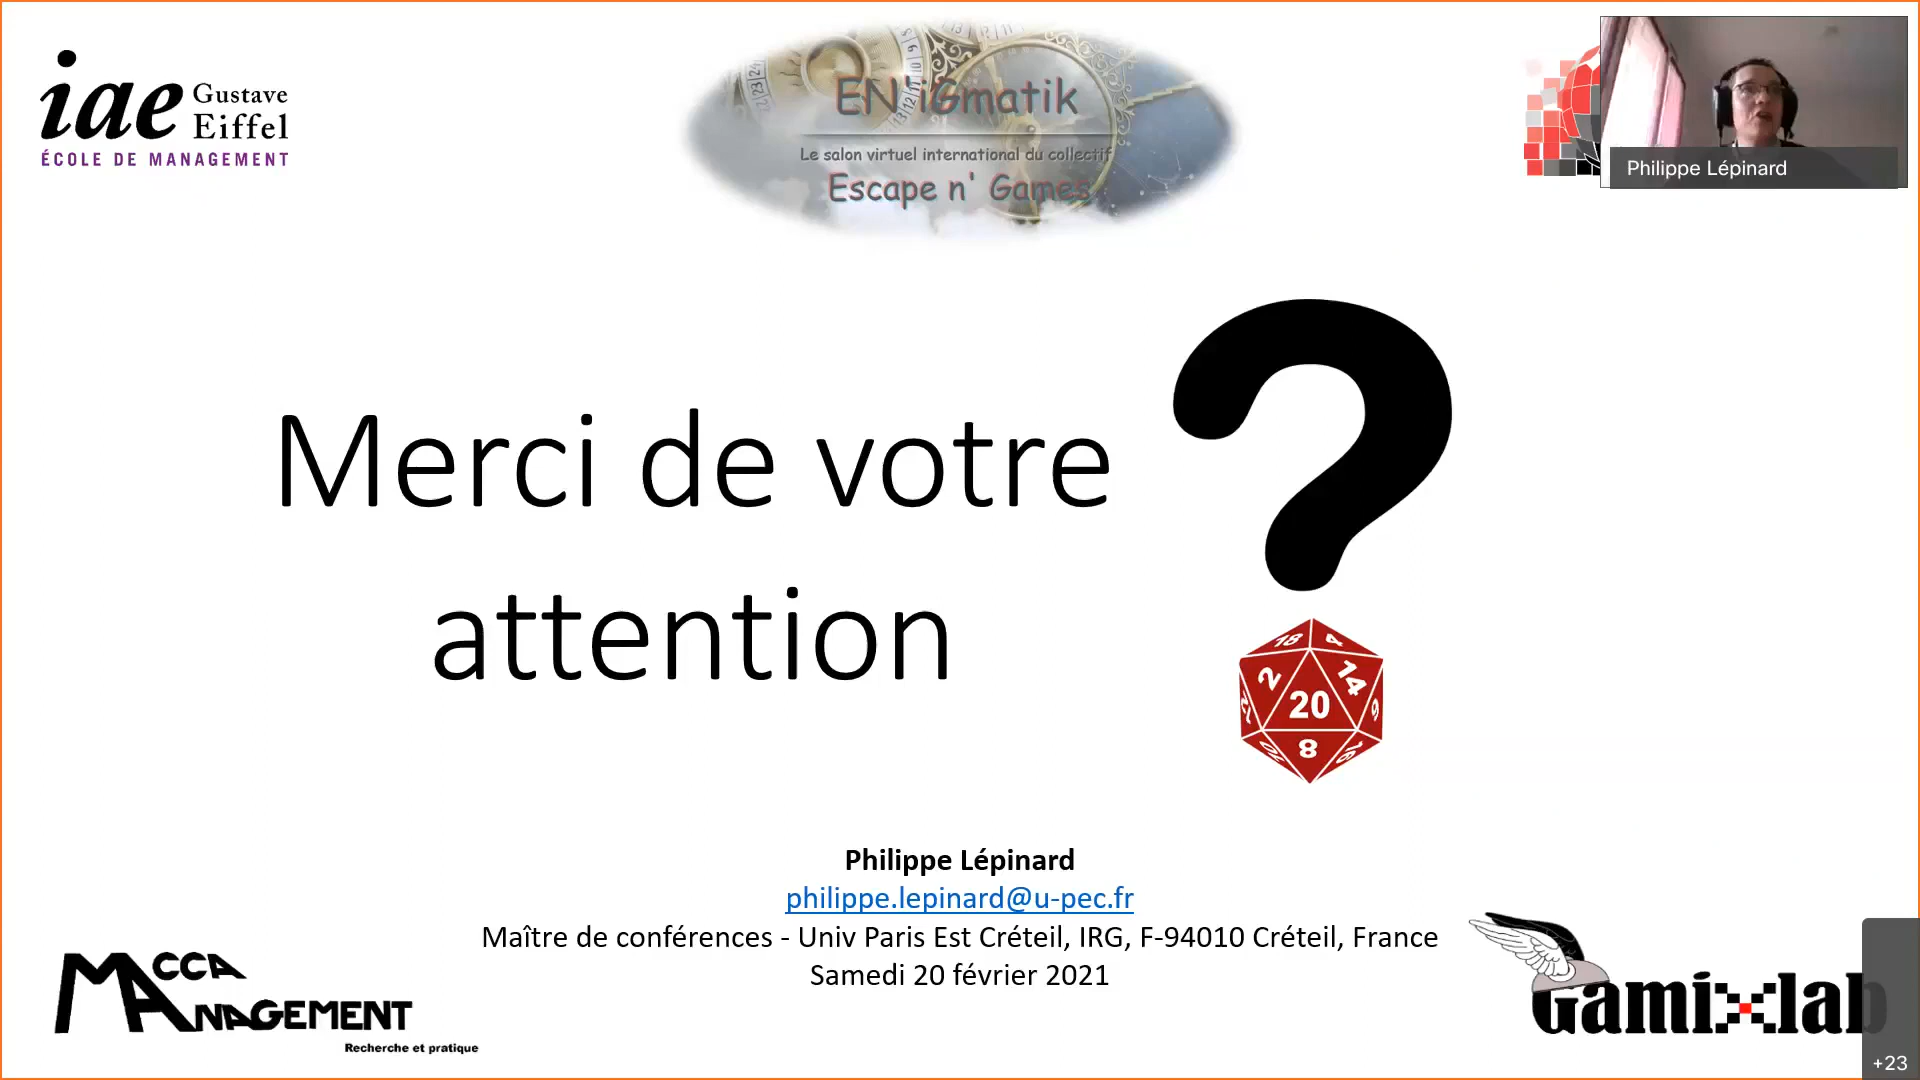 iae Gustave
Eiffel
ÉCOLE DE MANAGEMENT
EN'iGmatik
Le salon virtuel international du collectif
Escape n' Games
Philippe Lépinard
Merci de votre
attention
?
18 4
2 14
20
8
Philippe Lépinard
philippe.lepinard@u-pec.fr
Maître de conférences - Univ Paris Est Créteil, IRG, F-94010 Créteil, France
Samedi 20 février 2021
MACCA
MANAGEMENT
Recherche et pratique
Gamixlab
+23